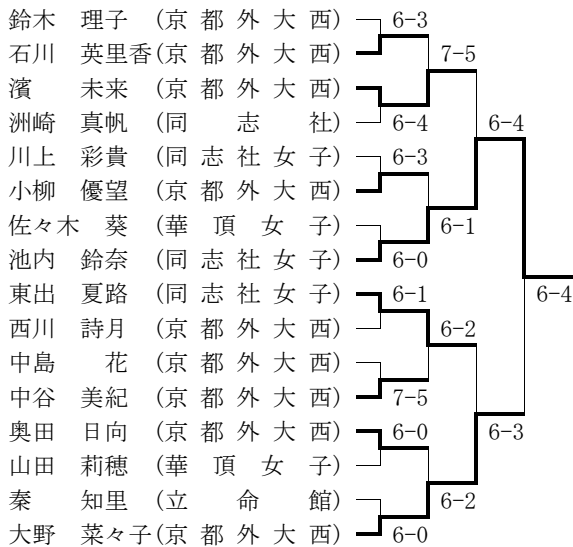 鈴木 理子 (京都外大西) 6-3
石川 英里香(京都外大西) 7-5
濱 未来 (京都外大西)
洲崎 真帆 (同志社) 6-4 6-4
川上 彩貴 (同志社女子) 6-3
小柳 優望 (京都外大西)
佐々木 葵 (華頂女子) 6-1
池内 鈴奈 (同志社女子) 6-0
東出 夏路 (同志社女子) 6-1 6-4
西川 詩月 (京都外大西) 6-2
中島 花 (京都外大西)
中谷 美紀 (京都外大西) 7-5
奥田 日向 (京都外大西) 6-0 6-3
山田 莉穂 (華頂女子)
秦 知里 (立命館) 6-2
大野 菜々子(京都外大西) 6-0